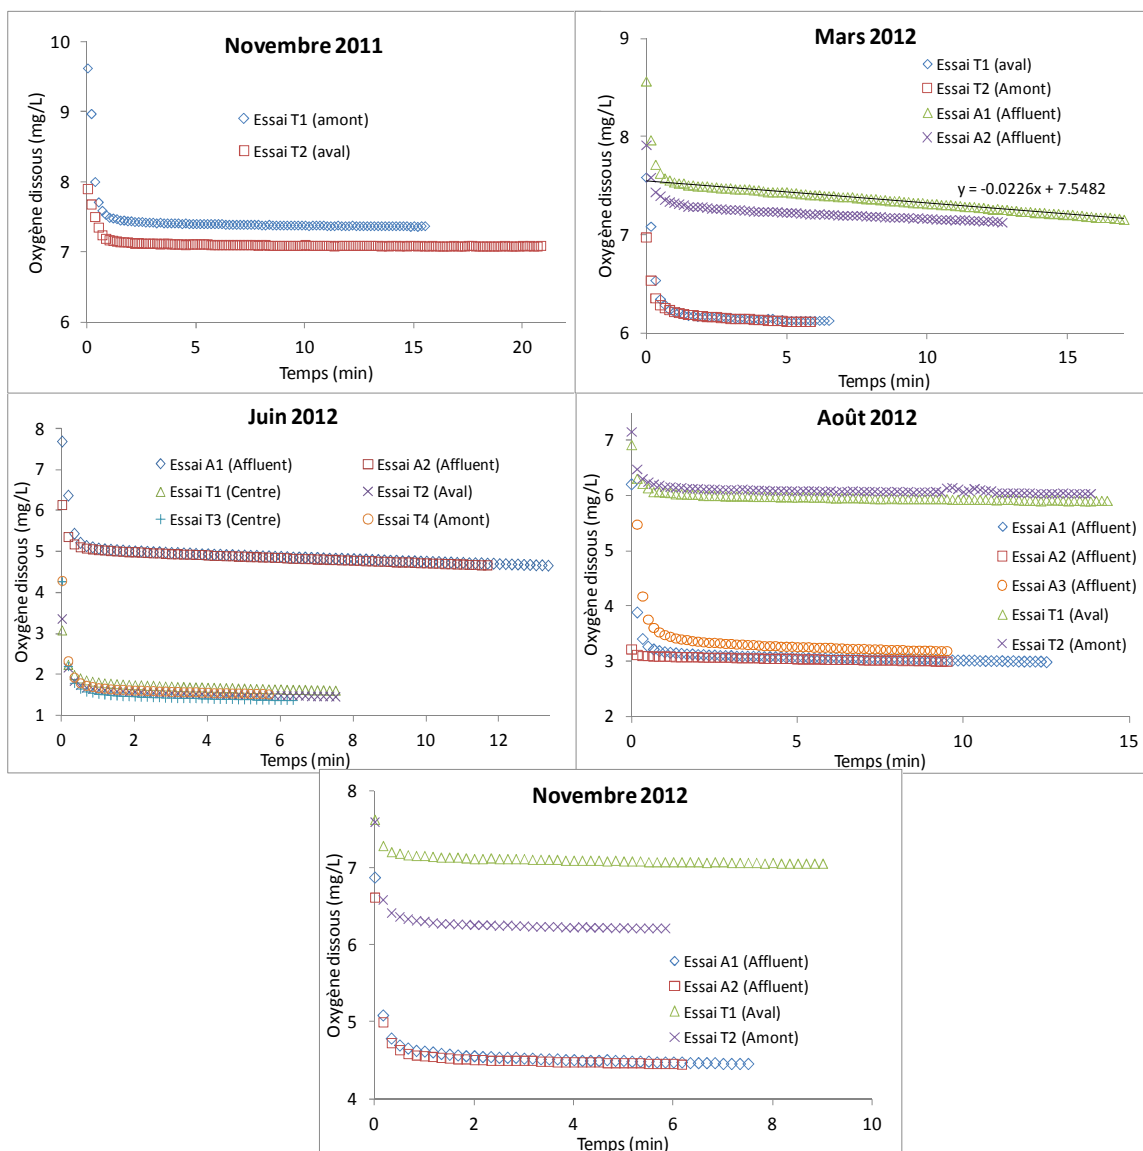 Novembre 2011
Oxygène dissous (mg/L)
10
9
8
7
6
Essai T1 (amont)
Essai T2 (aval)
0
5
10
15
20
Temps (min)
Mars 2012
Oxygène dissous (mg/L)
9
8
7
6
Essai T1 (aval)
Essai T2 (Amont)
Essai A1 (Affluent)
Essai A2 (Affluent)
y = -0.0226x + 7.5482
0
5
10
15
Temps (min)
Juin 2012
Oxygène dissous (mg/L)
8
7
6
5
4
3
2
1
Essai A1 (Affluent)
Essai A2 (Affluent)
Essai T1 (Centre)
Essai T2 (Aval)
Essai T3 (Centre)
Essai T4 (Amont)
0
2
4
6
8
10
12
Temps (min)
Août 2012
Oxygène dissous (mg/L)
7
6
5
4
3
2
Essai A1 (Affluent)
Essai A2 (Affluent)
Essai A3 (Affluent)
Essai T1 (Aval)
Essai T2 (Amont)
0
5
10
15
Temps (min)
Novembre 2012
Oxygène dissous (mg/L)
8
7
6
5
4
Essai A1 (Affluent)
Essai A2 (Affluent)
Essai T1 (Aval)
Essai T2 (Amont)
0
2
4
6
8
10
Temps (min)